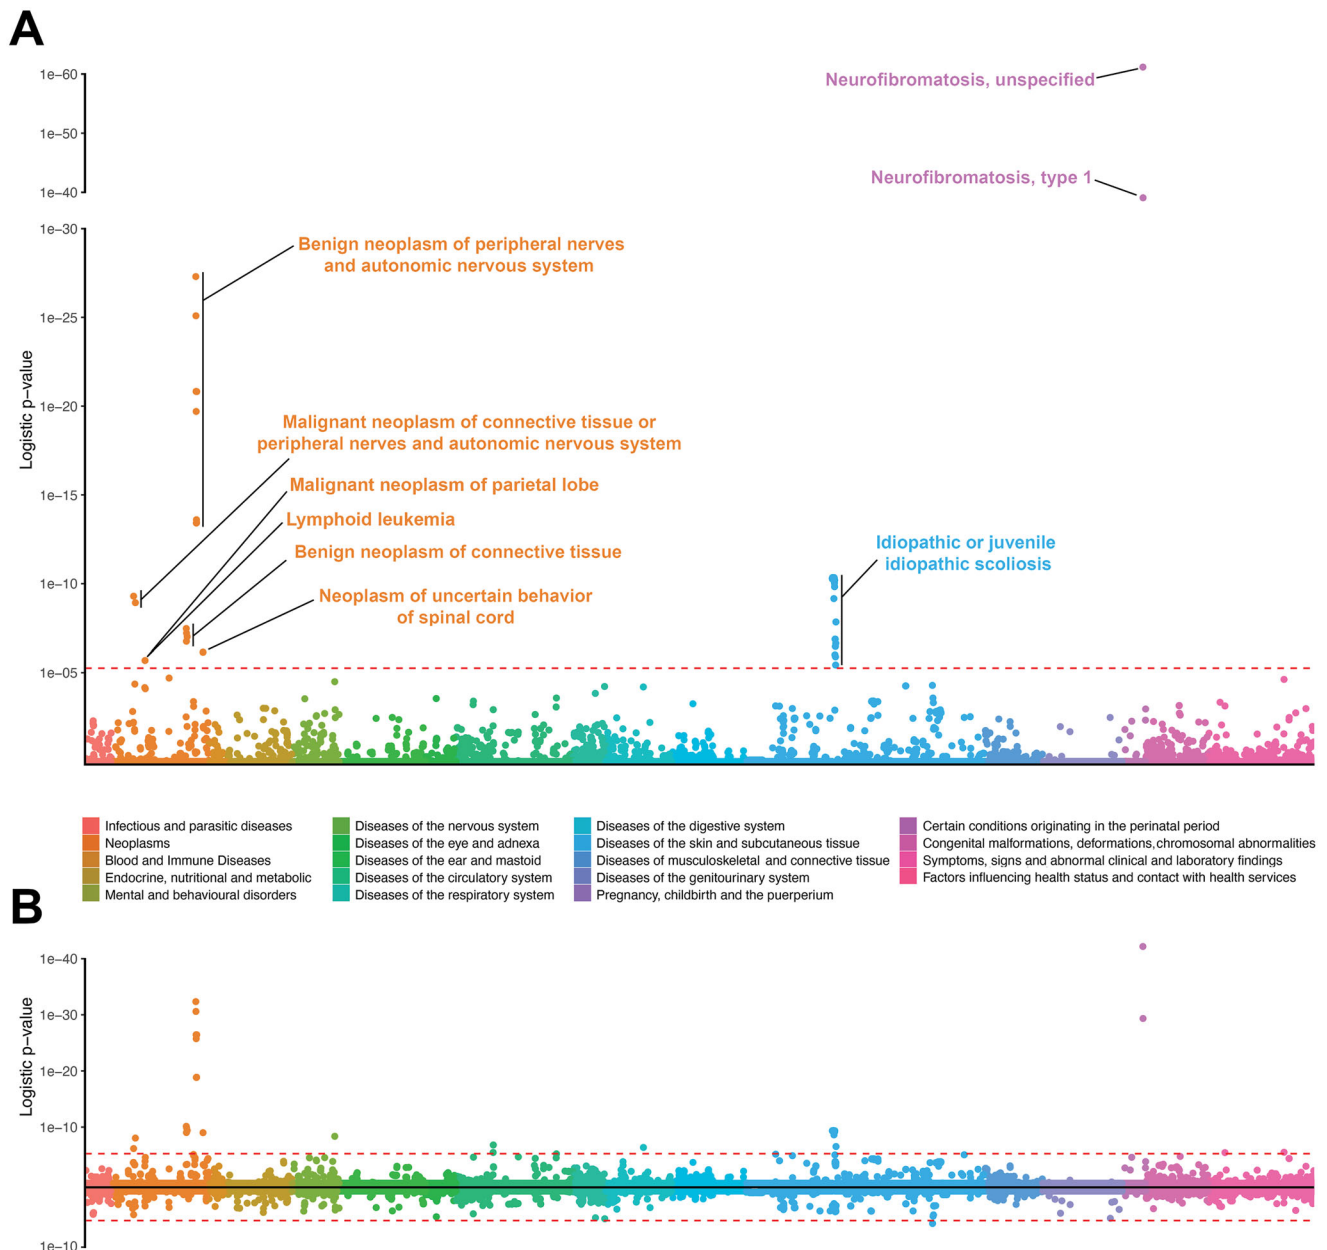 A
1e−60
Neurofibromatosis, unspecified
1e−50
1e−40
Neurofibromatosis, type 1
1e−30
Benign neoplasm of peripheral nerves
and autonomic nervous system
1e−25
1e−20
Logistic p−value
Malignant neoplasm of connective tissue or
peripheral nerves and autonomic nervous system
Malignant neoplasm of parietal lobe
1e−15
Lymphoid leukemia
Idiopathic or juvenile
idiopathic scoliosis
Benign neoplasm of connective tissue
1e−10
Neoplasm of uncertain behavior
of spinal cord
1e−05
Infectious and parasitic diseases
Neoplasms
Blood and Immune Diseases
Endocrine, nutritional and metabolic
Mental and behavioural disorders
Diseases of the nervous system
Diseases of the eye and adnexa
Diseases of the ear and mastoid
Diseases of the circulatory system
Diseases of the respiratory system
Diseases of the digestive system
Diseases of the skin and subcutaneous tissue
Diseases of musculoskeletal and connective tissue
Diseases of the genitourinary system
Pregnancy, childbirth and the puerperium
Certain conditions originating in the perinatal period
Congenital malformations, deformations,chromosomal abnormalities
Symptoms, signs and abnormal clinical and laboratory findings
Factors influencing health status and contact with health services
B
1e−40
1e−30
Logistic p−value
1e−20
1e−10
1e−10